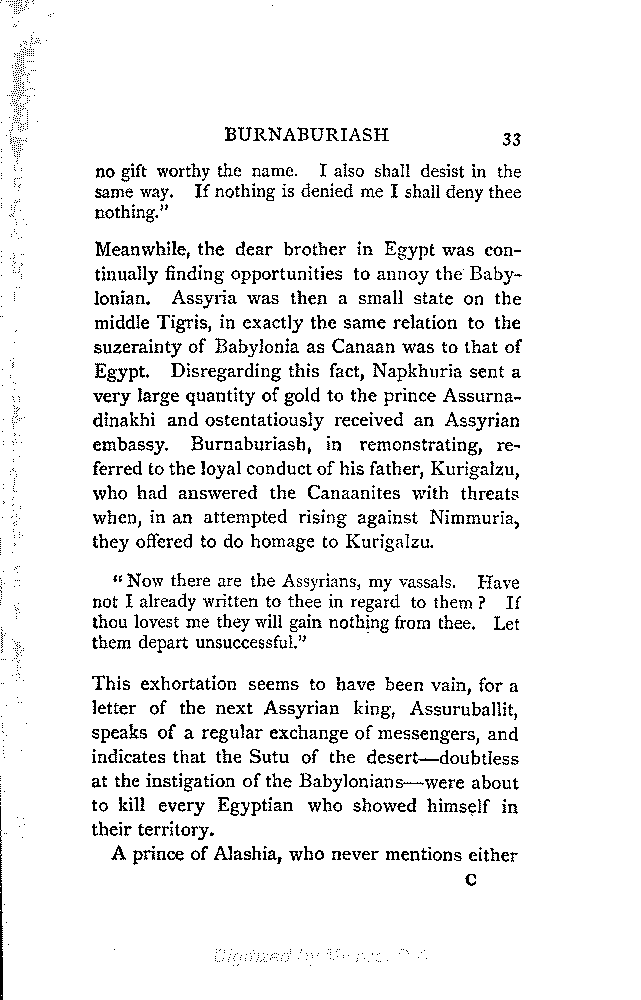 BURNABURIASH 33
no gift worthy the name. I also shall desist in the
same way. If nothing is denied me I shall deny thee
nothing."
Meanwhile, the dear brother in Egypt was con-
tinually finding opportunities to annoy the Baby-
lonian. Assyria was then a small state on the
middle Tigris, in exactly the same relation to the
suzerainty of Babylonia as Canaan was to that of
Egypt. Disregarding this fact, Napkhuria sent a
very large quantity of gold to the prince Assurna-
dinakhi and ostentatiously received an Assyrian
embassy. Burnaburiash, in remonstrating, re-
ferred to the loyal conduct of his father, Kurigalzu,
who had answered the Canaanites with threats
when, in an attempted rising against Nimmuria,
they offered to do homage to Kurigalzu.
"Now there are the Assyrians, my vassals. Have
not I already written to thee in regard to them? If
thou lovest me they will gain nothing from thee. Let
them depart unsuccessful."
This exhortation seems to have been vain, for a
letter of the next Assyrian king, Assuruballit,
speaks of a regular exchange of messengers, and
indicates that the Sutu of the desert—doubtless
at the instigation of the Babylonians—were about
to kill every Egyptian who showed himself in
their territory.
A prince of Alashia, who never mentions either
C
Digitized by